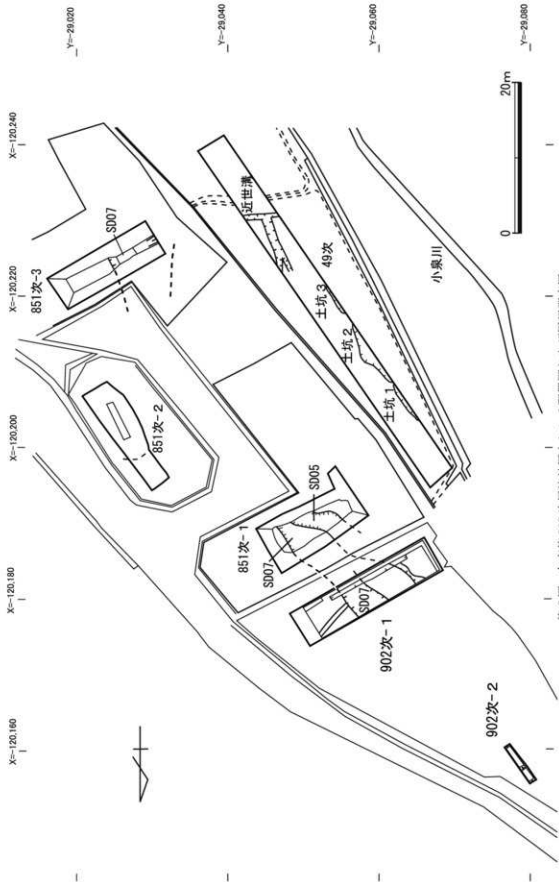 X=-120,160
X=-120,180
X=-120,200
X=-120,220
X=-120,240
Y=-29,020
Y=-29,040
Y=-29,060
Y=-29,080
851次-3
SD07
851次-2
851次-1
SD07
SD05
SD07
902次-1
902次-2
近世溝
49次
土坑3
土坑2
土坑1
小泉川
0
20m